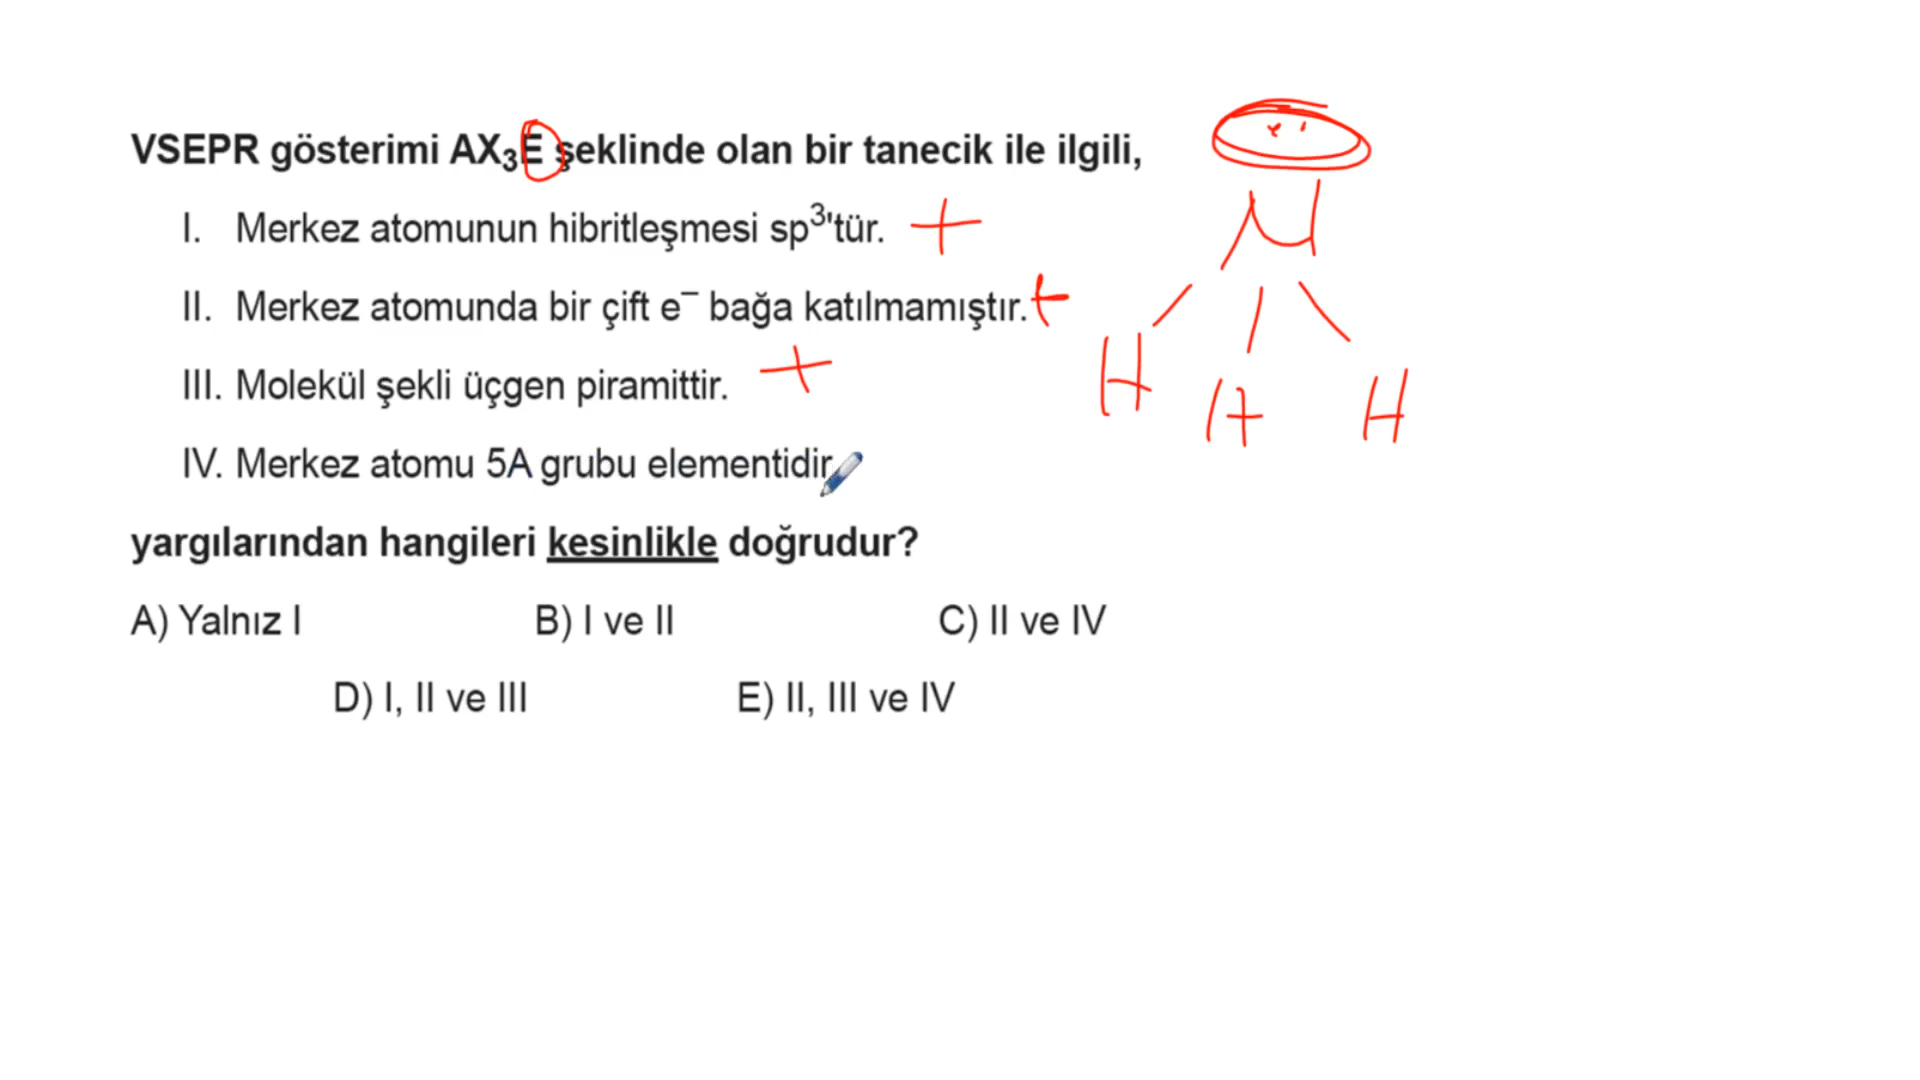 VSEPR gösterimi AX₃E şeklinde olan bir tanecik ile ilgili,
I. Merkez atomunun hibritleşmesi sp³'tür. +
II. Merkez atomunda bir çift e⁻ bağa katılmamıştır. +
III. Molekül şekli üçgen piramittir. +
IV. Merkez atomu 5A grubu elementidir
yargılarından hangileri kesinlikle doğrudur?
A) Yalnız I B) I ve II C) II ve IV
D) I, II ve III E) II, III ve IV
N
H H H